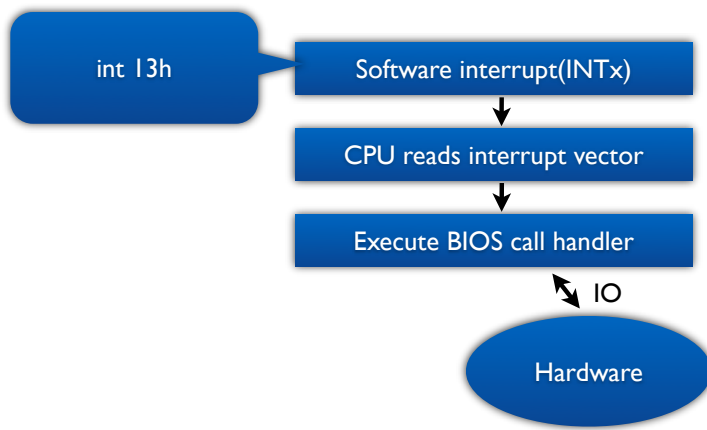 int 13h
Software interrupt(INTx)
CPU reads interrupt vector
Execute BIOS call handler
IO
Hardware